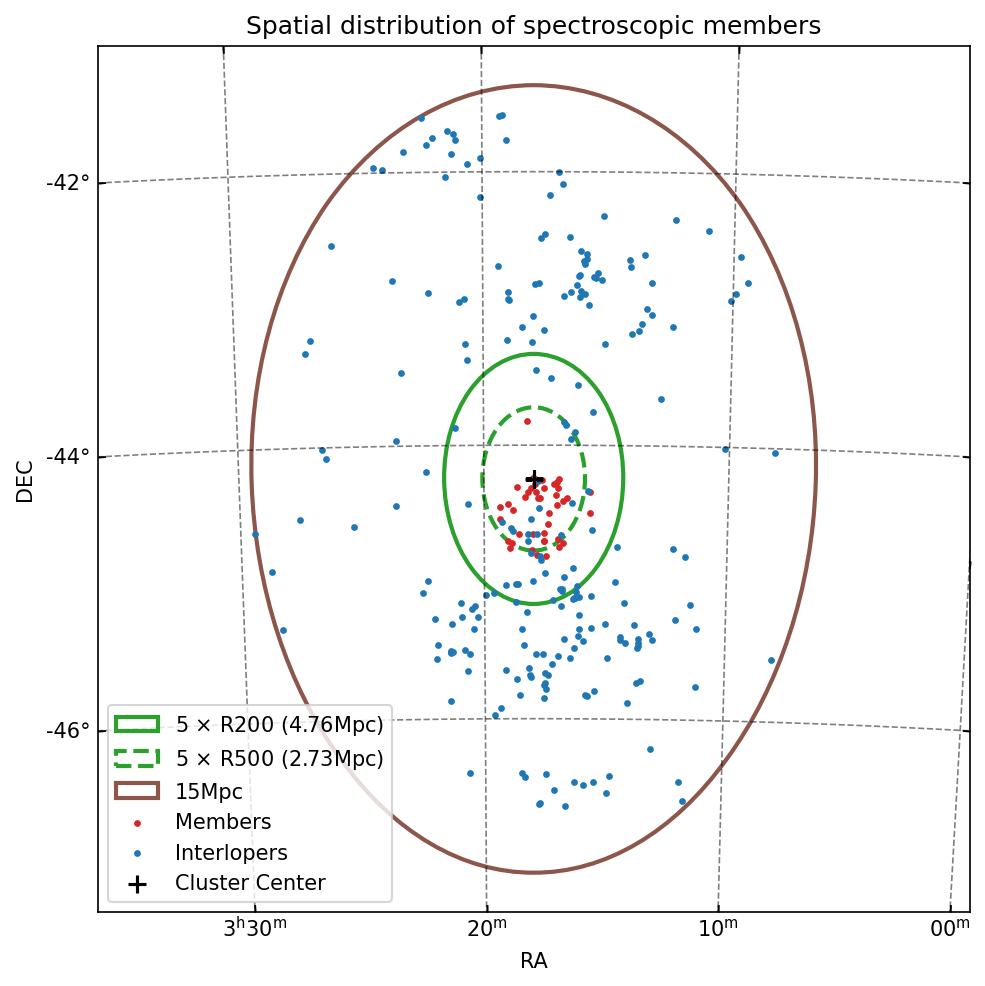 Spatial distribution of spectroscopic members
-42°
-44°
-46°
DEC
5 × R200 (4.76Mpc)
5 × R500 (2.73Mpc)
15Mpc
Members
Interlopers
Cluster Center
3ʰ30ᵐ 20ᵐ 10ᵐ 00ᵐ
RA